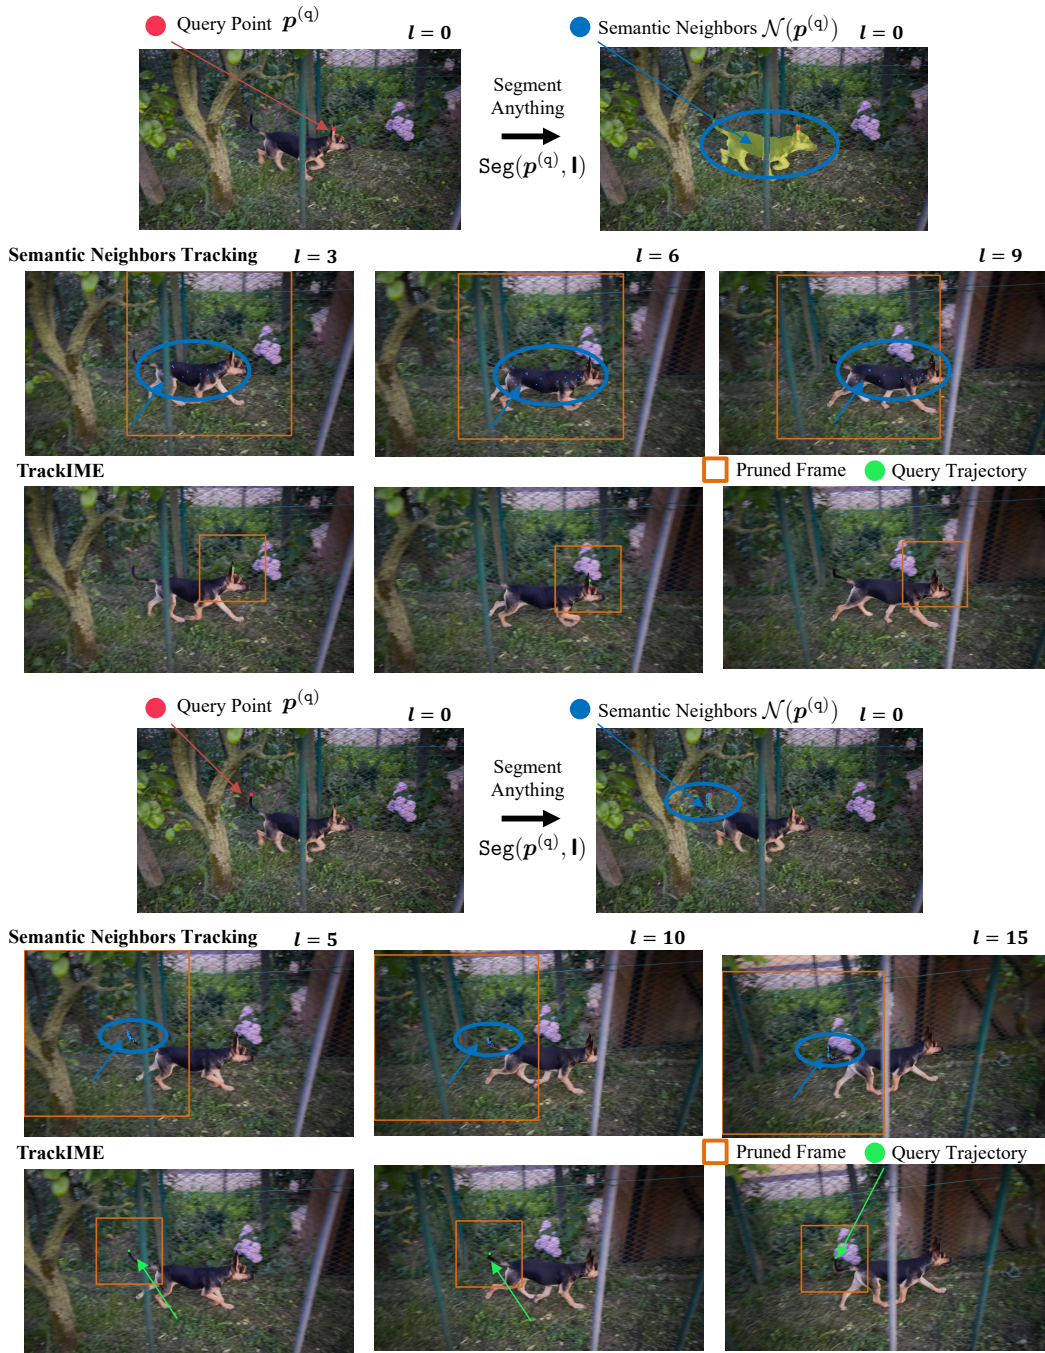 Query Point p^(q)
l = 0
Semantic Neighbors N(p^(q))
l = 0
Segment
Anything
Seg(p^(q), I)
Semantic Neighbors Tracking
l = 3
l = 6
l = 9
TrackIME
Pruned Frame
Query Trajectory
Query Point p^(q)
l = 0
Semantic Neighbors N(p^(q))
l = 0
Segment
Anything
Seg(p^(q), I)
Semantic Neighbors Tracking
l = 5
l = 10
l = 15
TrackIME
Pruned Frame
Query Trajectory